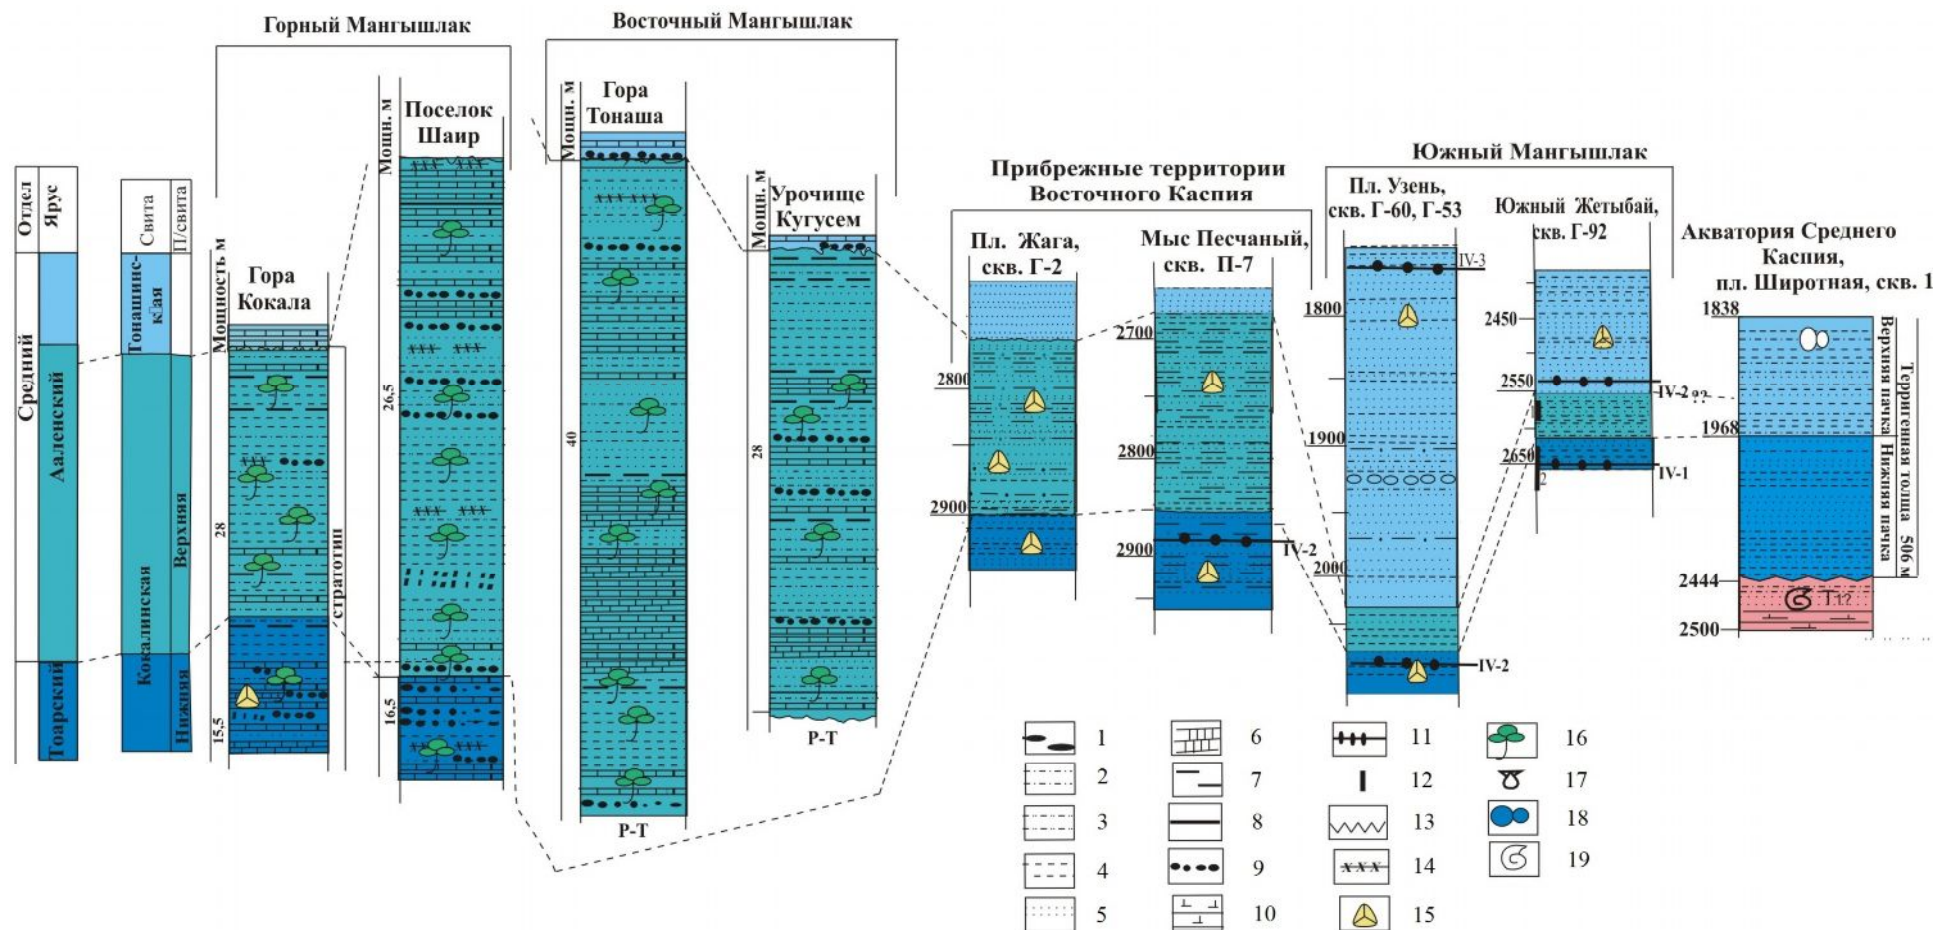 Горный Мангышлак
Восточный Мангышлак
Прибрежные территории
Восточного Каспия
Южный Мангышлак
Отдел
Ярус
Свита
П/свита
Средний
Ааленский
Тоарский
Тонашинс-
кая
Кокалинская
Верхняя
Нижняя
Мощность м
Гора
Кокала
28
15,5
стратотип
Мощн. м
Поселок
Шаир
26,5
16,5
Мощн. м
Гора
Тонаша
40
Р-Т
Мощн. м
Урочище
Кугусем
28
Р-Т
Пл. Жага,
скв. Г-2
2800
2900
Мыс Песчаный,
скв. П-7
2700
2800
2900
IV-2
Пл. Узень,
скв. Г-60, Г-53
IV-3
1800
1900
2000
IV-2
Южный Жетыбай,
скв. Г-92
2450
2550
IV-2
??
1
2650
IV-1
2
Акватория Среднего
Каспия,
пл. Широтная, скв. 1
1838
1968
2444
2500
Т1?
Верхняя пачка
Нижняя пачка
Терригенная толща 506 м
1
2
3
4
5
6
7
8
9
10
11
12
13
14
15
16
17
18
19